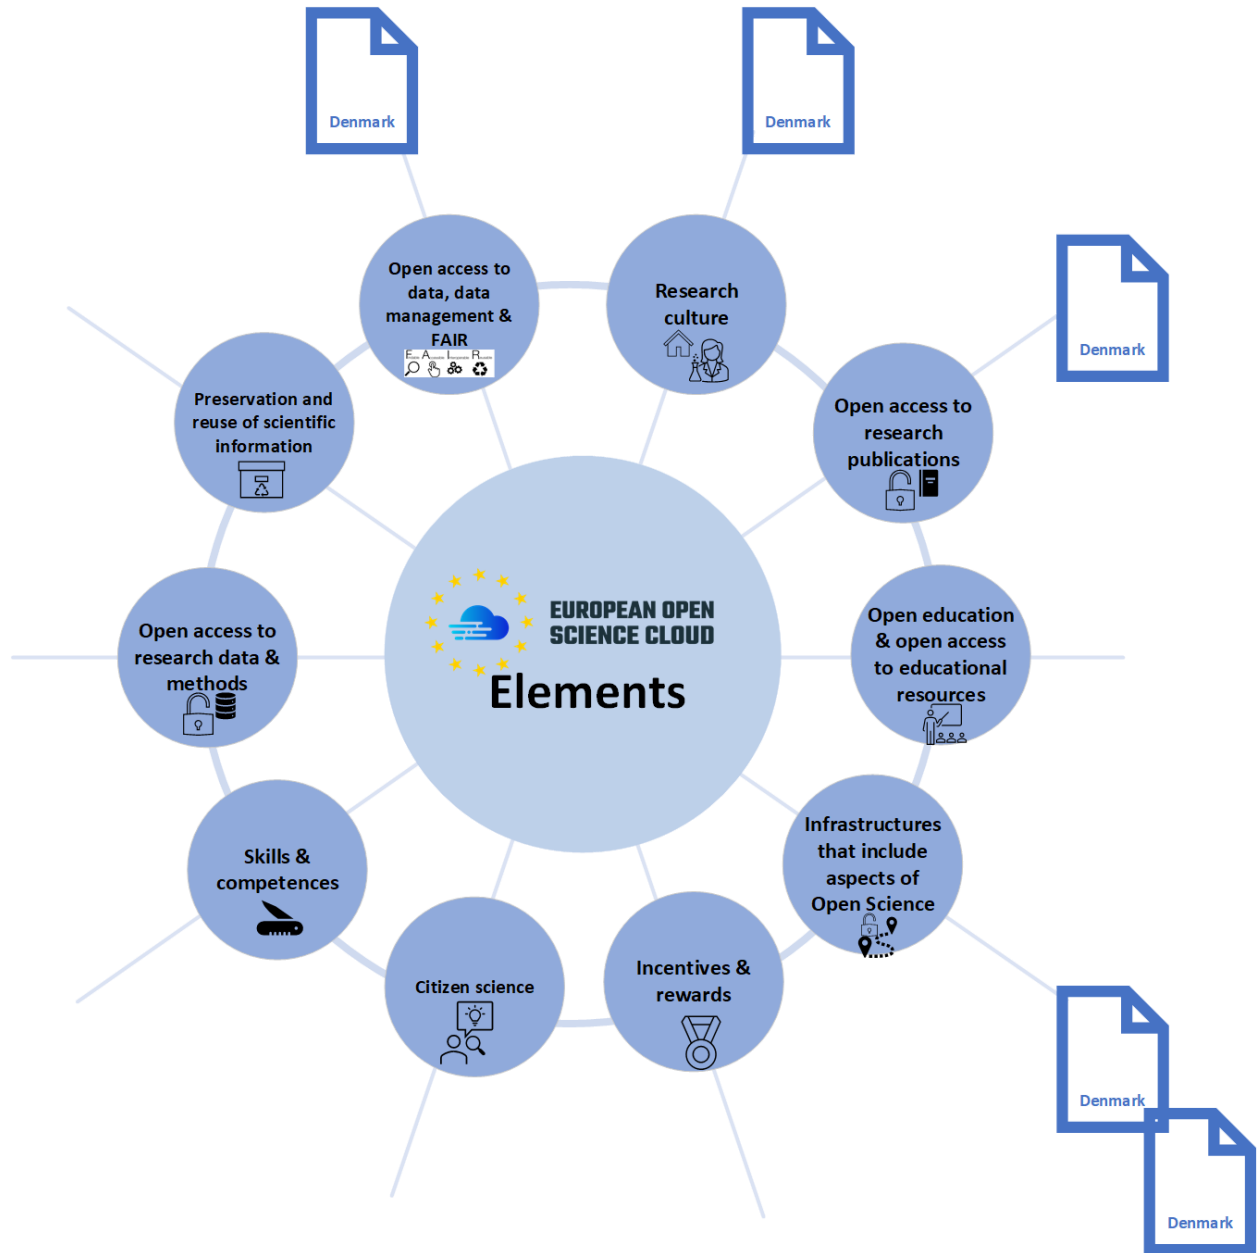 Denmark
Denmark
Open access to
data, data
management &
FAIR
F A I R
Research
culture
Denmark
Preservation and
reuse of scientific
information
Open access to
research
publications
EUROPEAN OPEN
SCIENCE CLOUD
Elements
Open access to
research data &
methods
Open education
& open access
to educational
resources
Skills &
competences
Infrastructures
that include
aspects of
Open Science
Citizen science
Incentives &
rewards
Denmark
Denmark